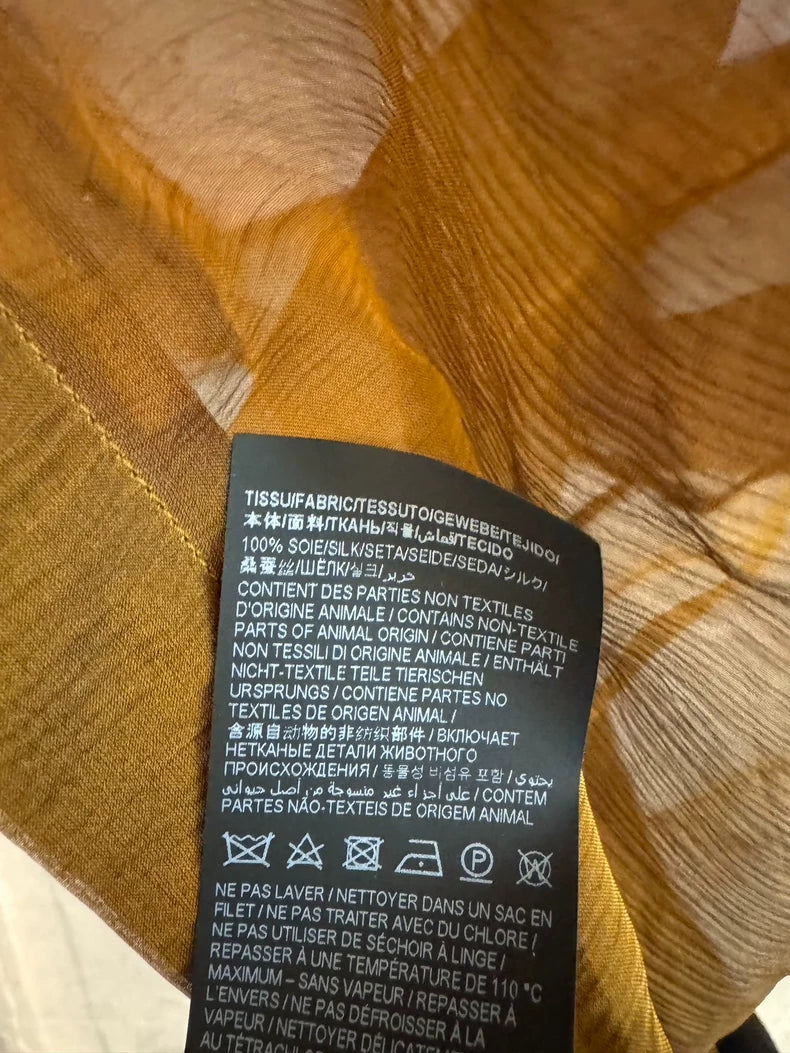 TISSU/FABRIC/TESSUTO/GEWEBE/TEJIDO/
本体/面料/ТКАНЬ/직물/قماش/TECIDO
100% SOIE/SILK/SETA/SEIDE/SEDA/シルク/
桑蚕丝/ШЁЛК/실크/حرير
CONTIENT DES PARTIES NON TEXTILES
D'ORIGINE ANIMALE / CONTAINS NON-TEXTILE
PARTS OF ANIMAL ORIGIN / CONTIENE PARTI
NON TESSILI DI ORIGINE ANIMALE / ENTHÄLT
NICHT-TEXTILE TEILE TIERISCHEN
URSPRUNGS / CONTIENE PARTES NO
TEXTILES DE ORIGEN ANIMAL /
含源自动物的非纺织部件 / ВКЛЮЧАЕТ
НЕТКАНЫЕ ДЕТАЛИ ЖИВОТНОГО
ПРОИСХОЖДЕНИЯ / 동물성 비섬유 포함 / يحتوي
على أجزاء غير منسوجة من أصل حيواني / CONTEM
PARTES NÃO-TEXTEIS DE ORIGEM ANIMAL
P W
NE PAS LAVER / NETTOYER DANS UN SAC EN
FILET / NE PAS TRAITER AVEC DU CHLORE /
NE PAS UTILISER DE SÉCHOIR À LINGE /
REPASSER À UNE TEMPÉRATURE DE 110 °C
MAXIMUM – SANS VAPEUR / REPASSER À
L'ENVERS / NE PAS DÉFROISSER À LA
VAPEUR / NETTOYER DÉLICATEMENT
AU